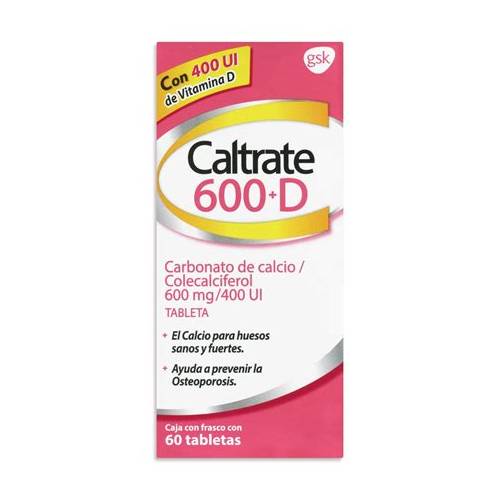 Con 400 UI
de Vitamina D
gsk
Caltrate
600+D
Carbonato de calcio /
Colecalciferol
600 mg/400 UI
TABLETA
+ El Calcio para huesos
sanos y fuertes.
+ Ayuda a prevenir la
Osteoporosis.
Caja con frasco con
60 tabletas